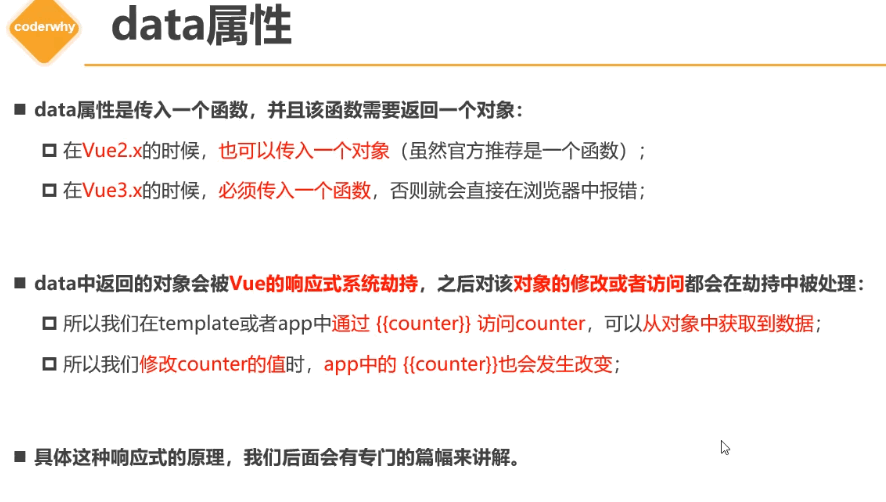 coderwhy
data属性
data属性是传入一个函数，并且该函数需要返回一个对象：
在Vue2.x的时候，也可以传入一个对象（虽然官方推荐是一个函数）；
在Vue3.x的时候，必须传入一个函数，否则就会直接在浏览器中报错；
data中返回的对象会被Vue的响应式系统劫持，之后对该对象的修改或者访问都会在劫持中被处理：
所以我们在template或者app中通过 {{counter}} 访问counter，可以从对象中获取到数据；
所以我们修改counter的值时，app中的 {{counter}}也会发生改变；
具体这种响应式的原理，我们后面会有专门的篇幅来讲解。